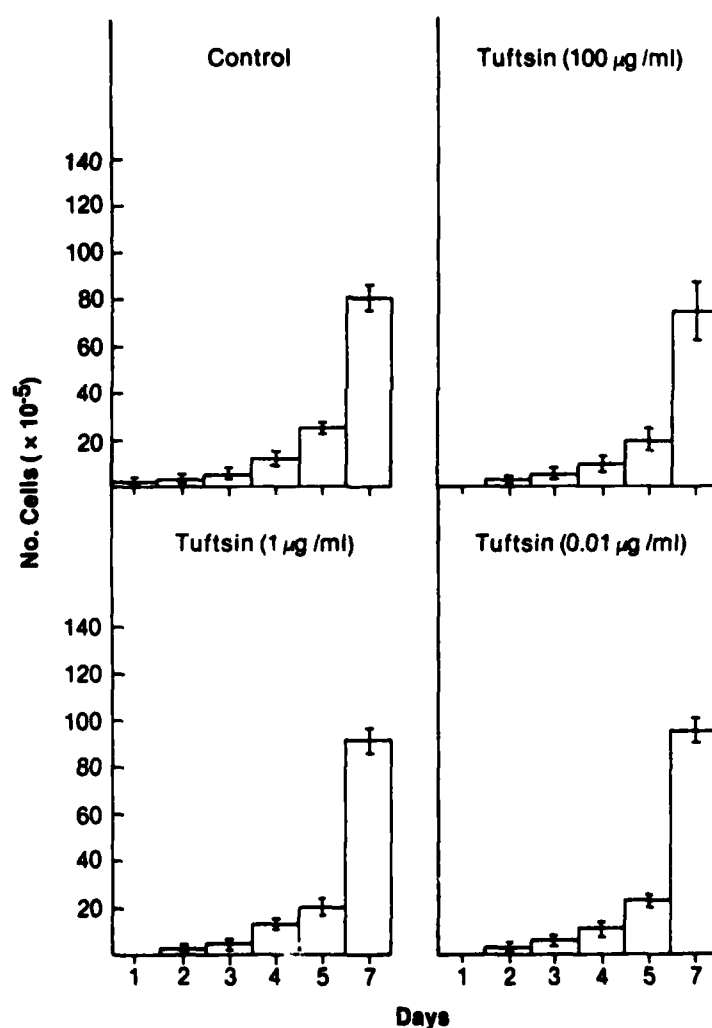 Control
Tuftsin (100 µg /ml)
140
120
100
80
60
40
20
No. Cells ( × 10⁻⁵)
Tuftsin (1 µg /ml)
Tuftsin (0.01 µg /ml)
140
120
100
80
60
40
20
1 2 3 4 5 7
1 2 3 4 5 7
Days